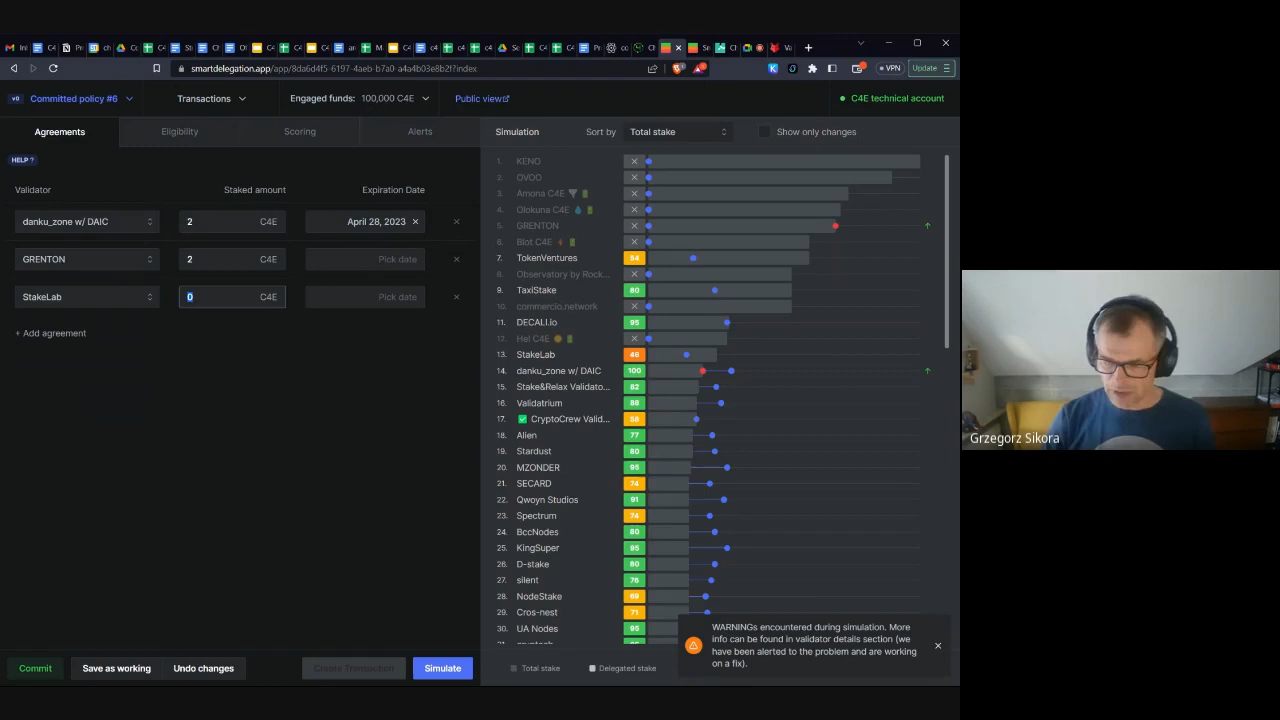 smartdelegation.app/app/8da6d4f5-6197-4aeb-b7a0-a4a4b03e8b2f?index
VPN
Update
v0 Committed policy #6
Transactions
Engaged funds: 100,000 C4E
Public view
C4E technical account
Agreements
Eligibility
Scoring
Alerts
HELP ?
Validator
Staked amount
Expiration Date
danku_zone w/ DAIC
2
C4E
April 28, 2023
GRENTON
2
C4E
Pick date
StakeLab
0
C4E
Pick date
+ Add agreement
Commit
Save as working
Undo changes
Create Transaction
Simulate
Simulation
Sort by
Total stake
Show only changes
1. KENO
2. OVOO
3. Amona C4E
4. Olokuna C4E
5. GRENTON
6. Biot C4E
7. TokenVentures 54
8. Observatory by Rock...
9. TaxiStake 80
10. commercio.network
11. DECALI.io 95
12. Hel C4E
13. StakeLab 46
14. danku_zone w/ DAIC 100
15. Stake&Relax Validato... 82
16. Validatrium 88
17. CryptoCrew Valid... 58
18. Alien 77
19. Stardust 80
20. MZONDER 95
21. SECARD 74
22. Qwoyn Studios 91
23. Spectrum 74
24. BccNodes 80
25. KingSuper 95
26. D-stake 80
27. silent 76
28. NodeStake 69
29. Cros-nest 71
30. UA Nodes 95
Total stake
Delegated stake
WARNINGs encountered during simulation. More
info can be found in validator details section (we
have been alerted to the problem and are working
on a fix).
Grzegorz Sikora